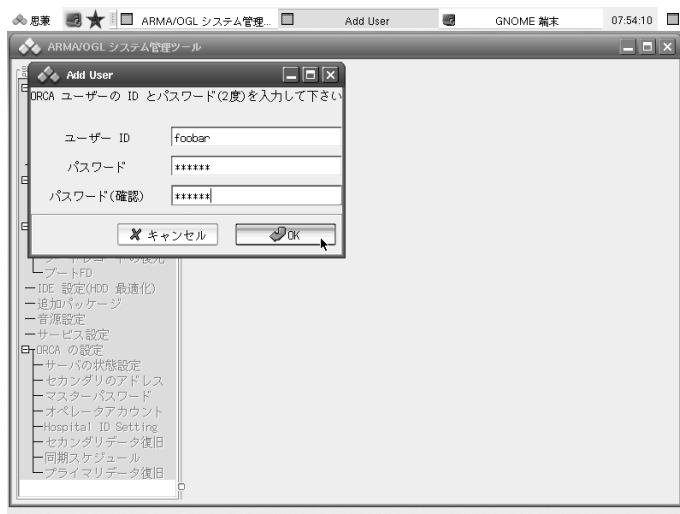 思兼
ARMA/OGL システム管理...
Add User
GNOME 端末
07:54:10
ARMA/OGL システム管理ツール
Add User
ORCA ユーザーの ID とパスワード(2度)を入力して下さい
ユーザー ID
foobar
パスワード
******
パスワード(確認)
******
キャンセル
OK
ブートFD
IDE 設定(HDD 最適化)
追加パッケージ
音源設定
サービス設定
ORCA の設定
サーバの状態設定
セカンダリのアドレス
マスターパスワード
オペレータアカウント
Hospital ID Setting
セカンダリデータ復旧
同期スケジュール
プライマリデータ復旧